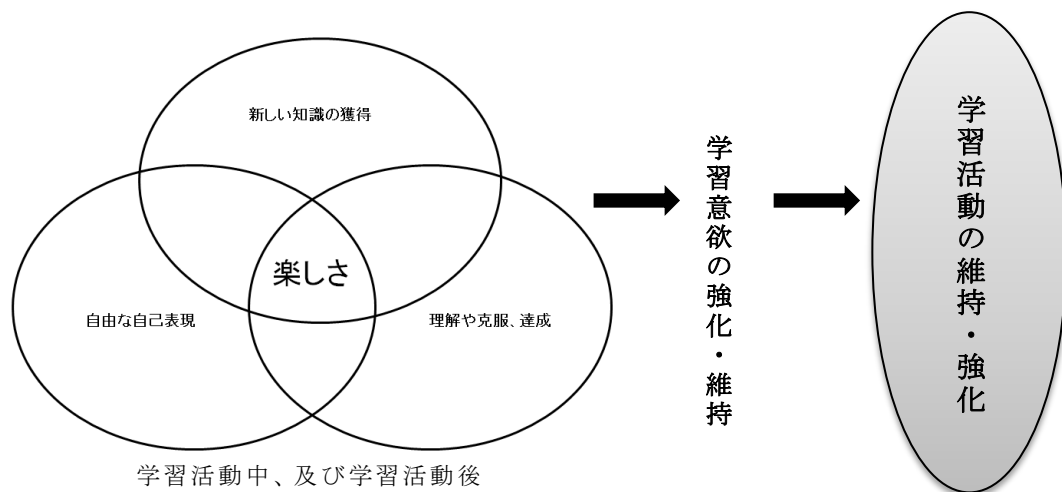 新しい知識の獲得
楽しさ
自由な自己表現
理解や克服、達成
学習活動中、及び学習活動後
学習意欲の強化・維持
学習活動の維持・強化